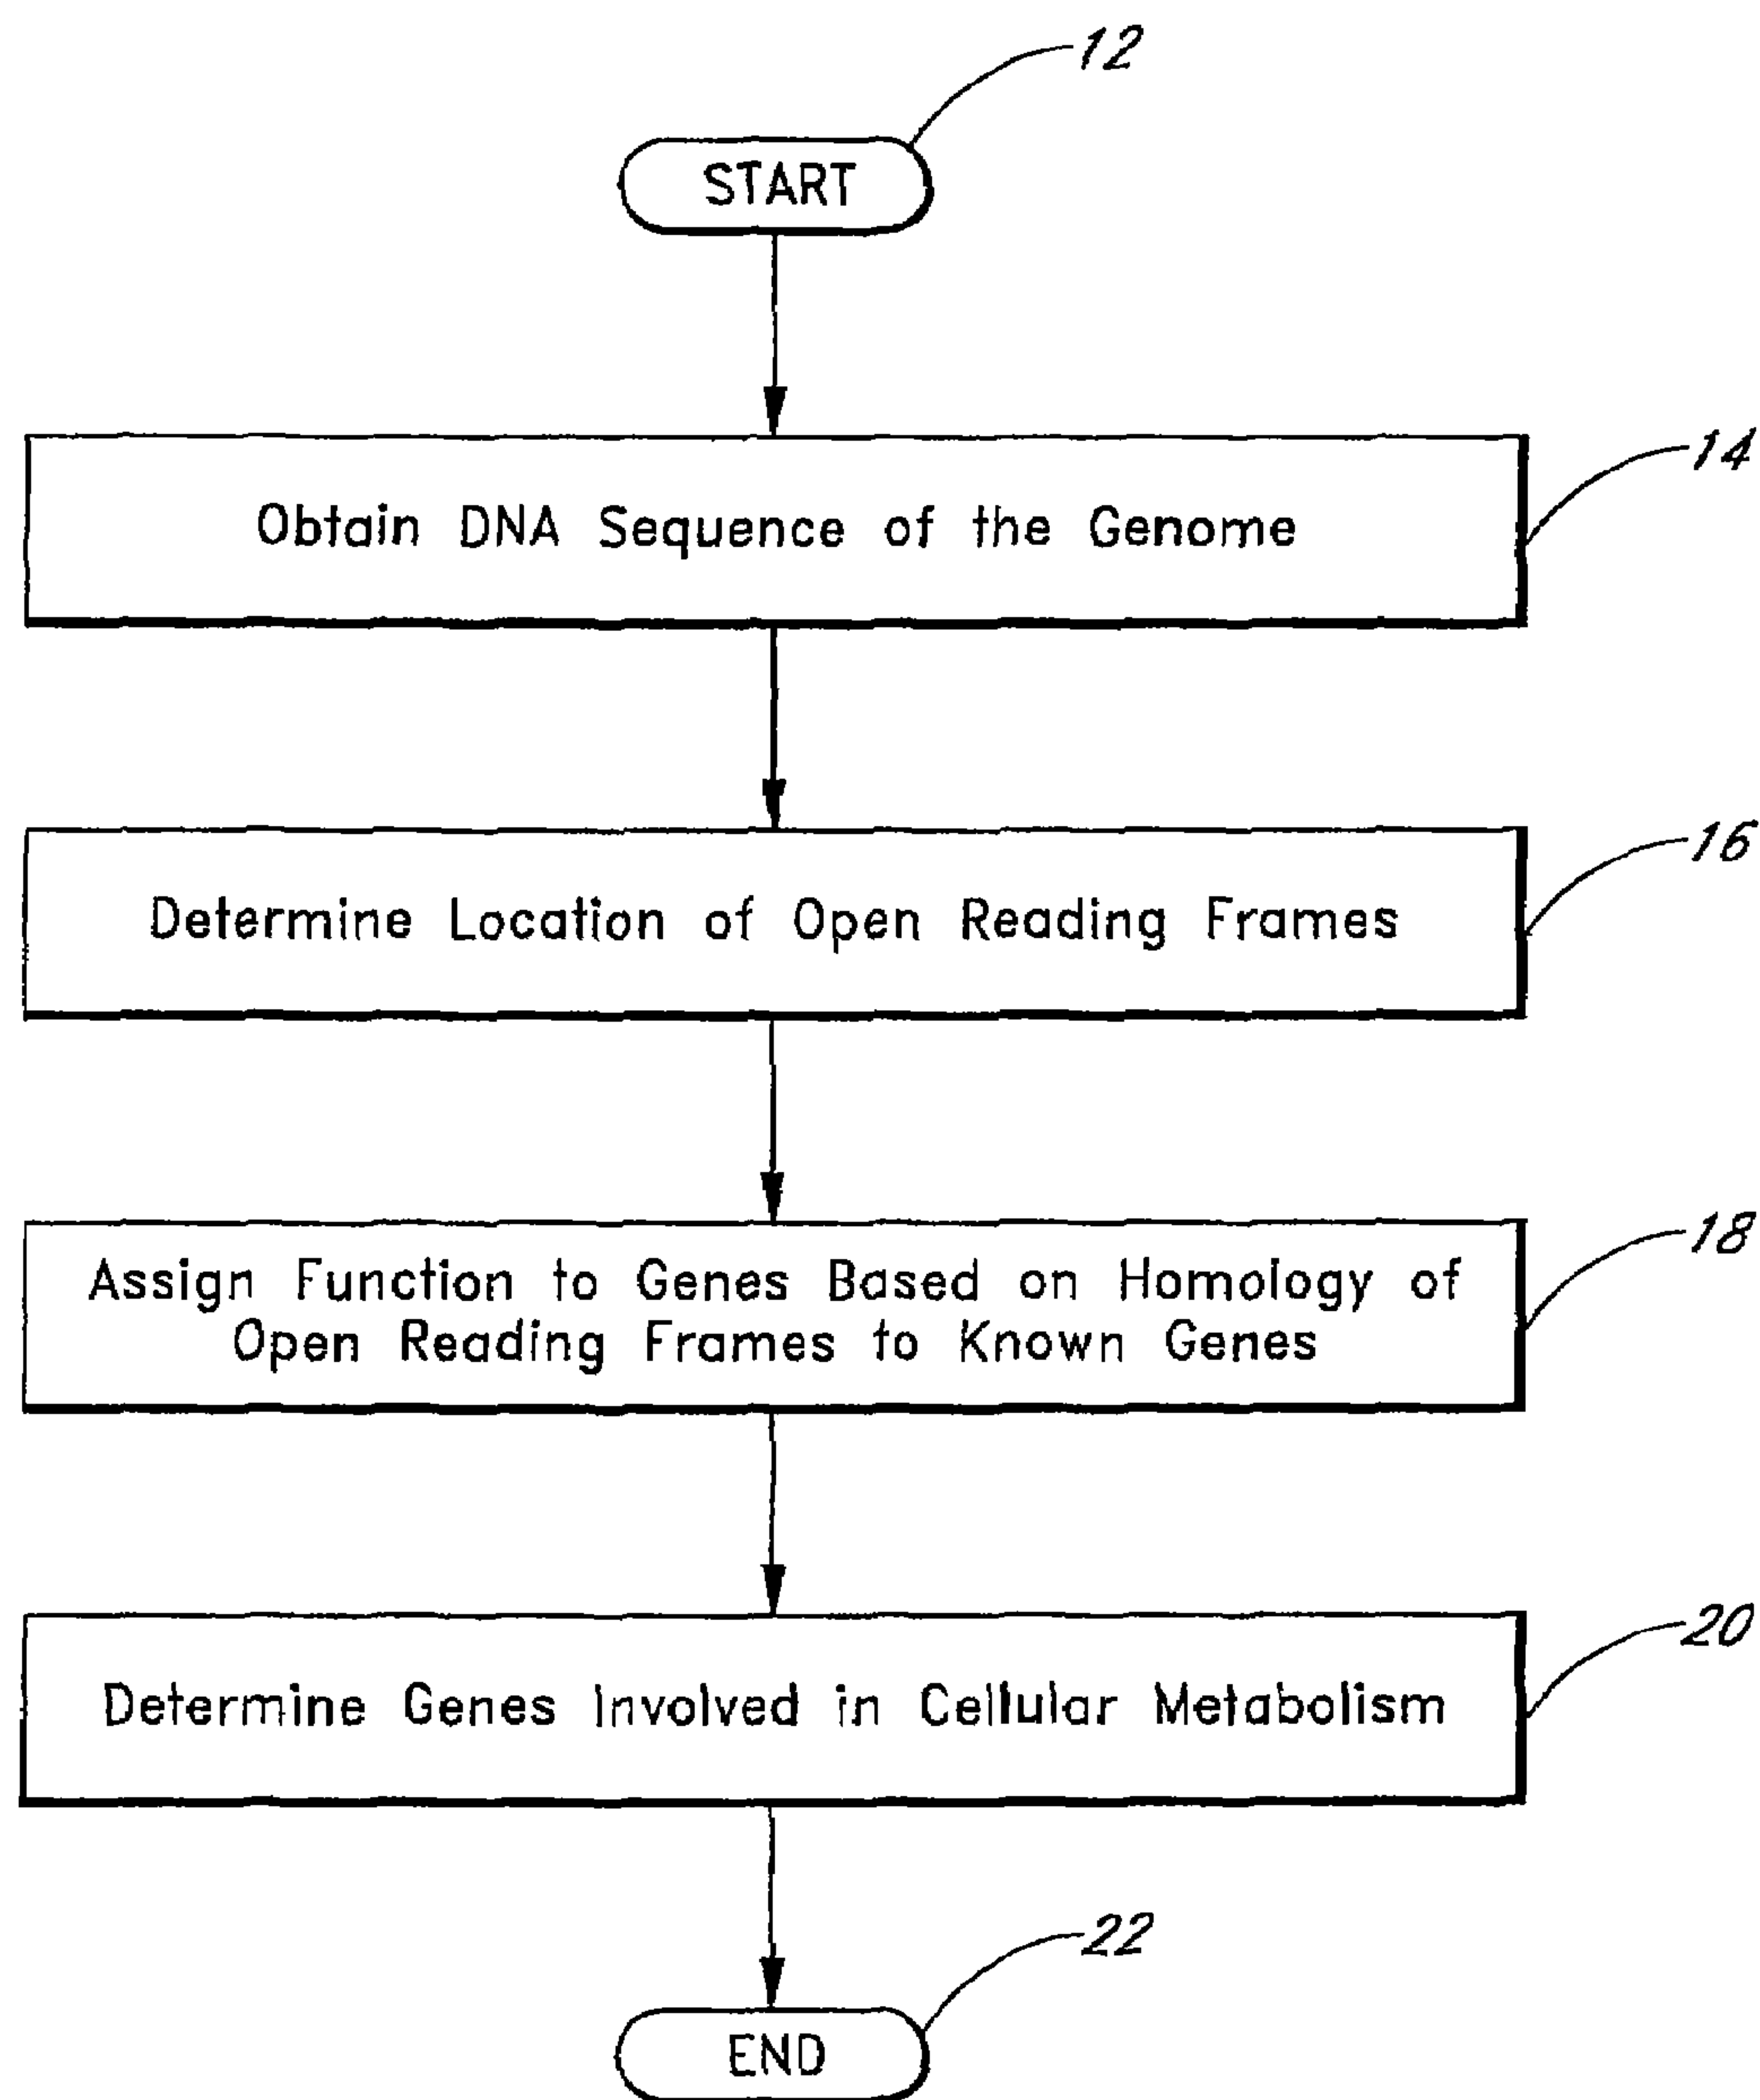 12
START
14
Obtain DNA Sequence of the Genome
16
Determine Location of Open Reading Frames
18
Assign Function to Genes Based on Homology of
Open Reading Frames to Known Genes
20
Determine Genes Involved in Cellular Metabolism
22
END